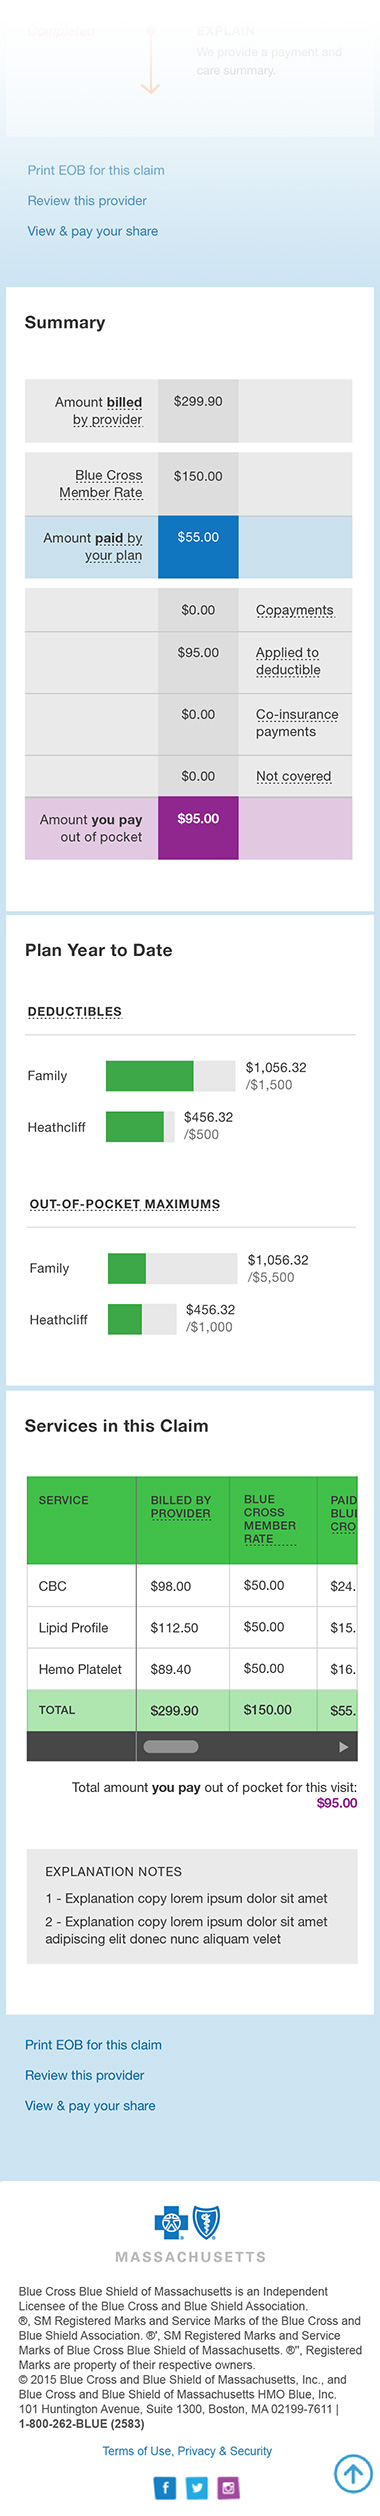 Completed
EXPLAIN
We provide a payment and
care summary.
Print EOB for this claim
Review this provider
View & pay your share
Summary
Amount billed
by provider
$299.90
Blue Cross
Member Rate
$150.00
Amount paid by
your plan
$55.00
$0.00
Copayments
$95.00
Applied to
deductible
$0.00
Co-insurance
payments
$0.00
Not covered
Amount you pay
out of pocket
$95.00
Plan Year to Date
DEDUCTIBLES
Family
$1,056.32
/$1,500
Heathcliff
$456.32
/$500
OUT-OF-POCKET MAXIMUMS
Family
$1,056.32
/$5,500
Heathcliff
$456.32
/$1,000
Services in this Claim
SERVICE
BILLED BY
PROVIDER
BLUE
CROSS
MEMBER
RATE
PAID
BLUE
CRO
CBC $98.00 $50.00 $24.
Lipid Profile $112.50 $50.00 $15.
Hemo Platelet $89.40 $50.00 $16.
TOTAL $299.90 $150.00 $55.
Total amount you pay out of pocket for this visit:
$95.00
EXPLANATION NOTES
1 - Explanation copy lorem ipsum dolor sit amet
2 - Explanation copy lorem ipsum dolor sit amet
adipiscing elit donec nunc aliquam velet
Print EOB for this claim
Review this provider
View & pay your share
MASSACHUSETTS
Blue Cross Blue Shield of Massachusetts is an Independent
Licensee of the Blue Cross and Blue Shield Association.
®, SM Registered Marks and Service Marks of the Blue Cross and
Blue Shield Association. ®', SM Registered Marks and Service
Marks of Blue Cross Blue Shield of Massachusetts. ®", Registered
Marks are property of their respective owners.
© 2015 Blue Cross and Blue Shield of Massachusetts, Inc., and
Blue Cross and Blue Shield of Massachusetts HMO Blue, Inc.
101 Huntington Avenue, Suite 1300, Boston, MA 02199-7611 |
1-800-262-BLUE (2583)
Terms of Use, Privacy & Security